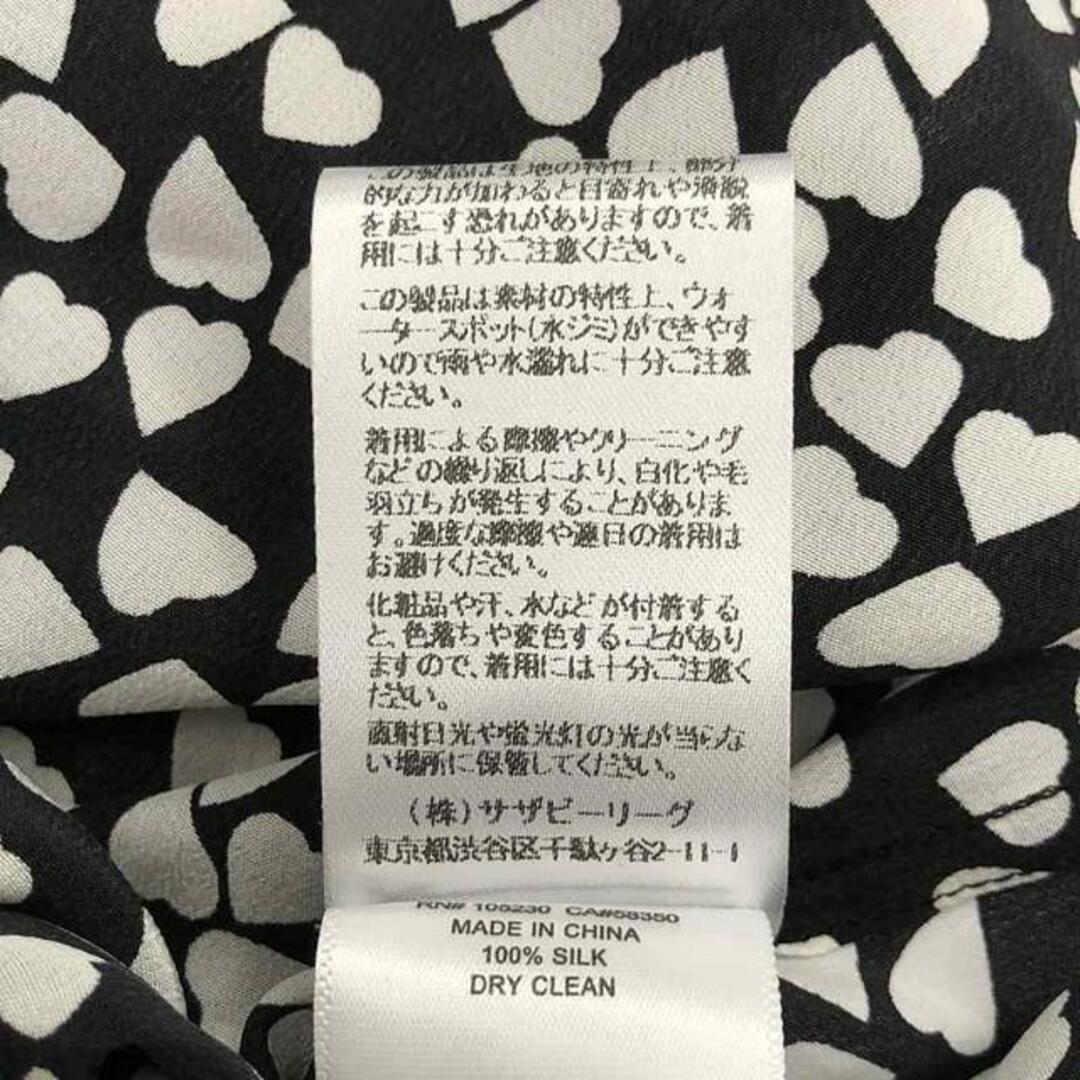 この製品は生地の特性上、部分
的な力が加わると目寄れや滑脱
を起こす恐れがありますので、着
用には十分ご注意ください。
この製品は素材の特性上、ウォ
ータースポット(水ジミ)ができやす
いので雨や水濡れに十分ご注意
ください。
着用による摩擦やクリーニング
などの繰り返しにより、白化や毛
羽立ちが発生することがありま
す。過度な摩擦や連日の着用は
お避けください。
化粧品や汗、水などが付着する
と、色落ちや変色することがあり
ますので、着用には十分ご注意く
ださい。
直射日光や蛍光灯の光が当らな
い場所に保管してください。
(株)サザビーリーグ
東京都渋谷区千駄ヶ谷2-11-1
RN# 105230 CA#58350
MADE IN CHINA
100% SILK
DRY CLEAN